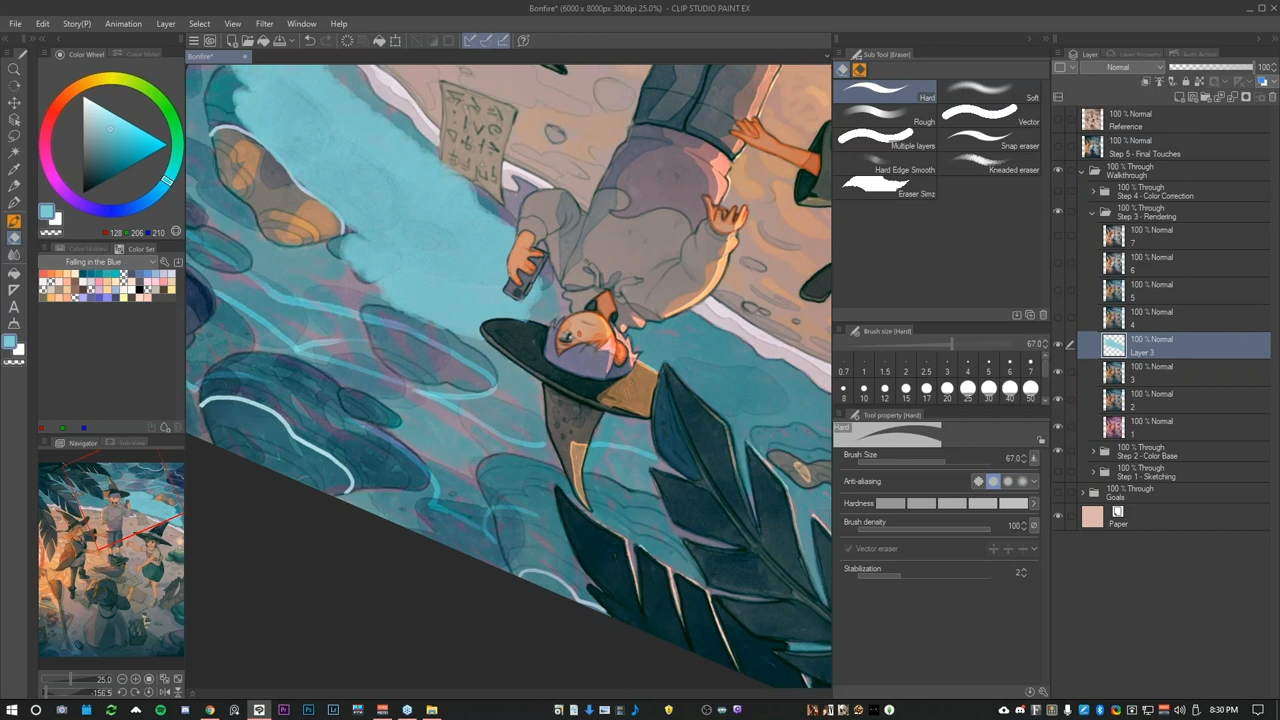 Bonfire* (6000 x 8000px 300dpi 25.0%) - CLIP STUDIO PAINT EX
File Edit Story(P) Animation Layer Select View Filter Window Help
Color Wheel Color Slider
Bonfire*
Sub Tool [Eraser]
Layer Layer Property Auto Action
Normal 100
Hard Soft
Rough Vector
Multiple layers Snap eraser
Hard Edge Smooth Kneaded eraser
Eraser Simz
128 206 210
Color Set
Falling in the Blue
Brush size [Hard]
67.0
0.7 1 2 2.5 3 4 5 6 7
8 10 12 15 17 20 25 30 40 50
Tool property [Hard]
Hard
Brush Size 67.0
Anti-aliasing
Hardness
Brush density 100
Vector eraser
Stabilization 2
100 % Normal
Reference
100 % Normal
Step 5 - Final Touches
100 % Through
Walkthrough
100 % Through
Step 4 - Color Correction
100 % Through
Step 3 - Rendering
100 % Normal
7
100 % Normal
6
100 % Normal
5
100 % Normal
4
100 % Normal
Layer 3
100 % Normal
3
100 % Normal
2
100 % Normal
1
100 % Through
Step 2 - Color Base
100 % Through
Step 1 - Sketching
100 % Through
Goals
Paper
Navigator Sub View
25.0
-156.5
8:30 PM